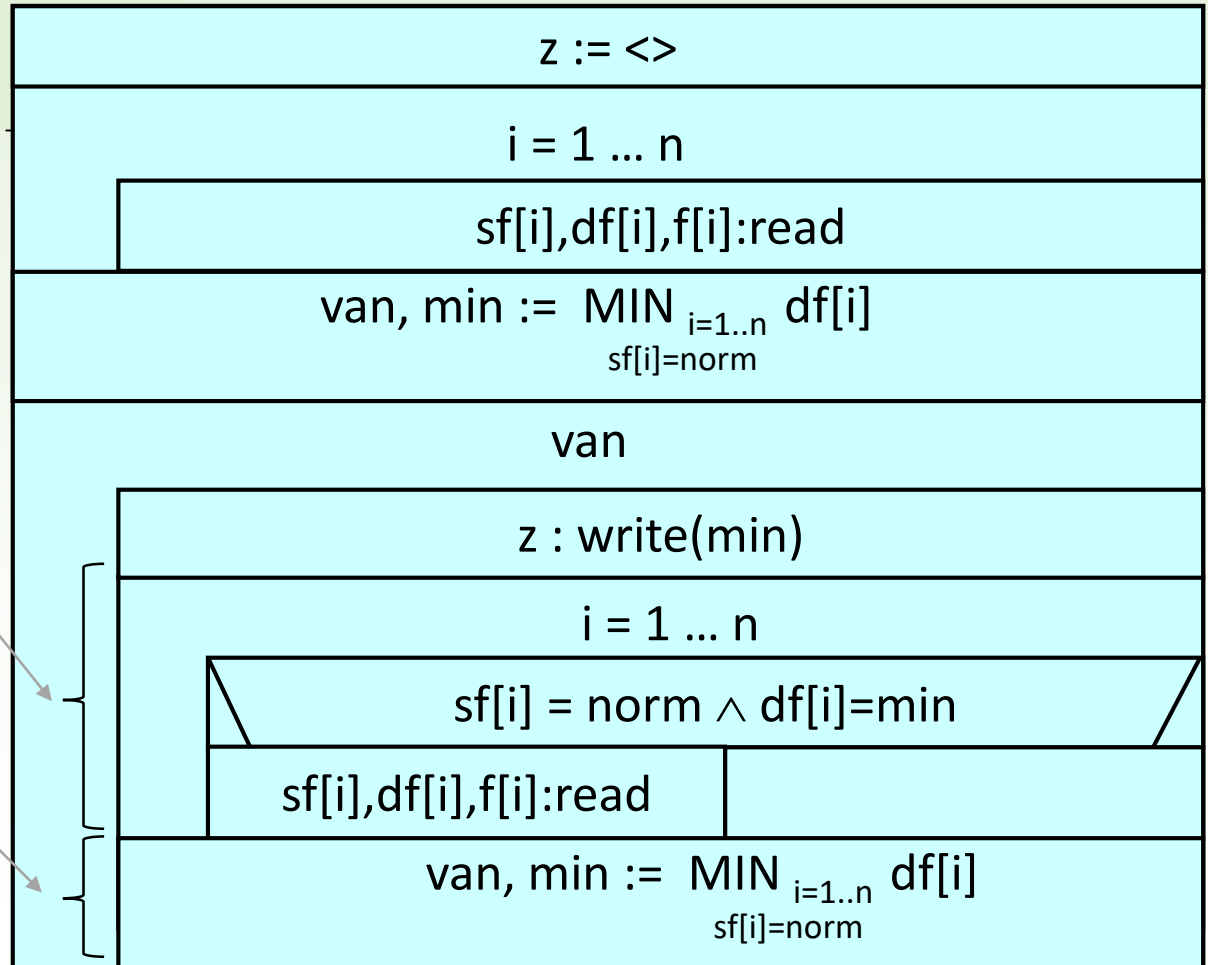 z := <>
i = 1 … n
sf[i],df[i],f[i]:read
van, min := MIN i=1..n df[i]
sf[i]=norm
van
z : write(min)
i = 1 … n
sf[i] = norm ∧ df[i]=min
sf[i],df[i],f[i]:read
van, min := MIN i=1..n df[i]
sf[i]=norm